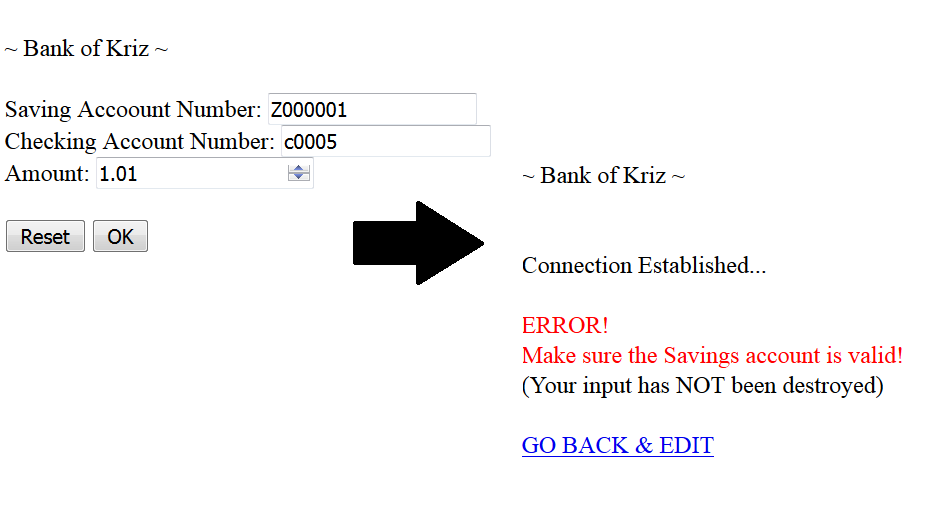 ~ Bank of Kriz ~
Saving Accoount Number: Z000001
Checking Account Number: c0005
Amount: 1.01
Reset OK
~ Bank of Kriz ~
Connection Established...
ERROR!
Make sure the Savings account is valid!
(Your input has NOT been destroyed)
GO BACK & EDIT